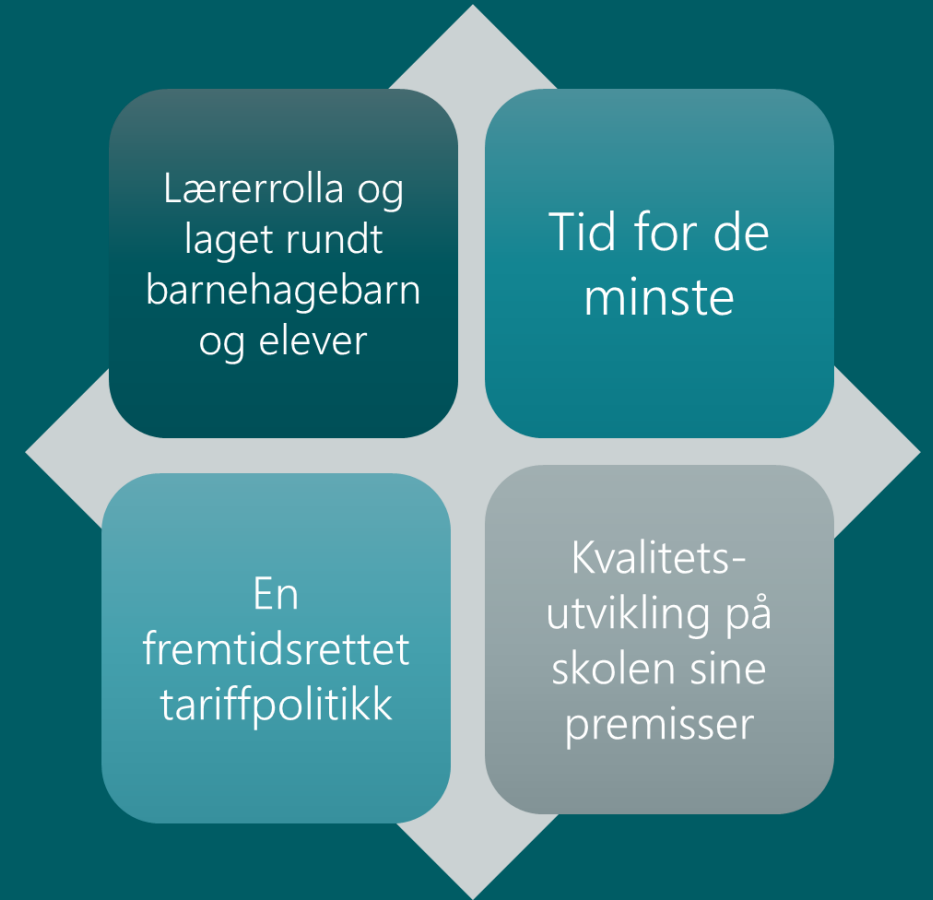 Lærerrolla og
laget rundt
barnehagebarn
og elever
Tid for de
minste
En
fremtidsrettet
tariffpolitikk
Kvalitets-
utvikling på
skolen sine
premisser